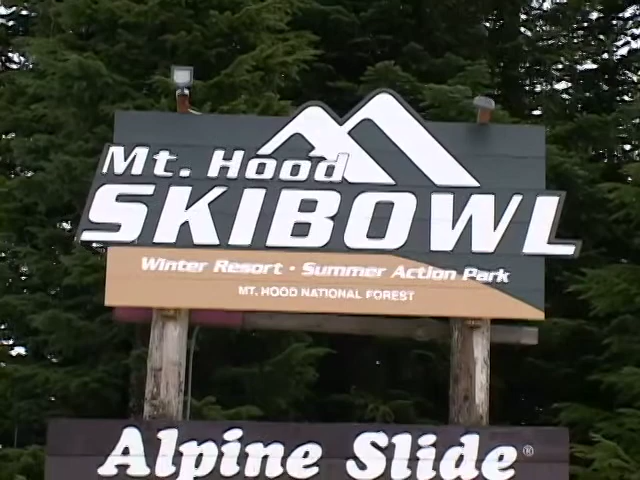 Mt. Hood
SKIBOWL
Winter Resort · Summer Action Park
MT. HOOD NATIONAL FOREST
Alpine Slide®